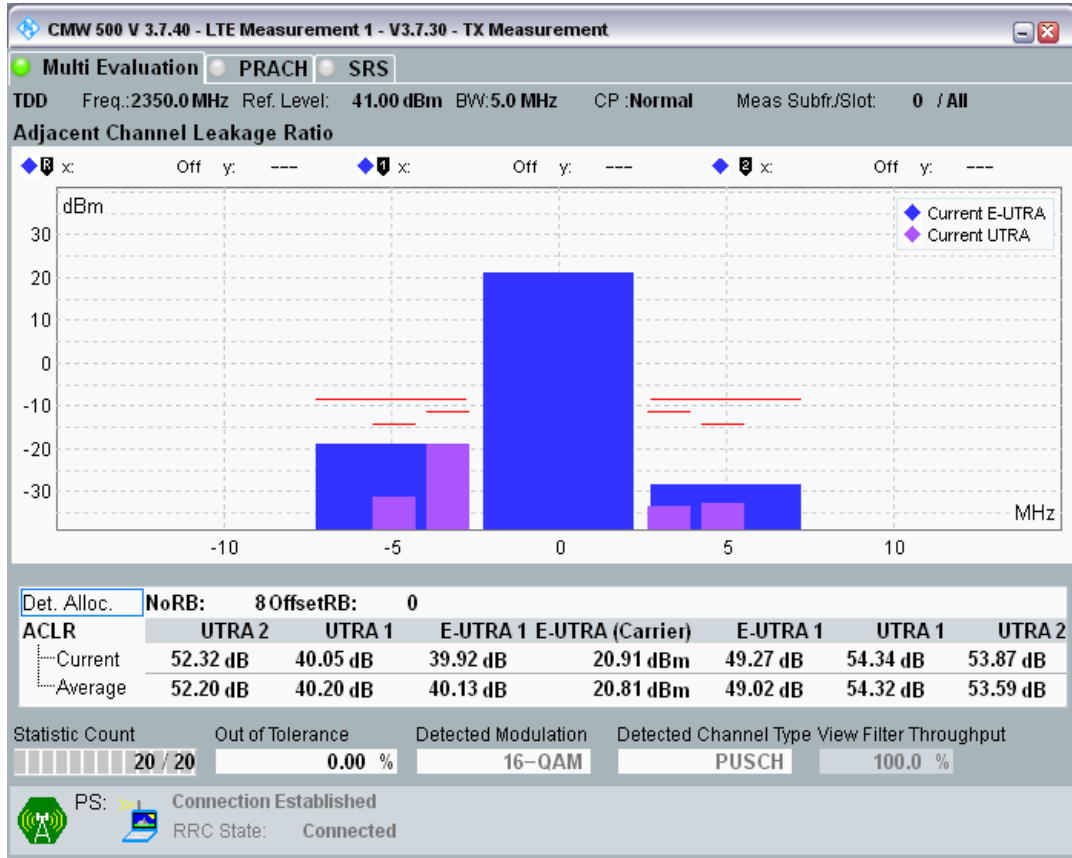 CMW 500 V 3.7.40 - LTE Measurement 1 - V3.7.30 - TX Measurement
Multi Evaluation PRACH SRS
TDD Freq.:2350.0 MHz Ref. Level: 41.00 dBm BW:5.0 MHz CP :Normal Meas Subfr./Slot: 0 / All
Adjacent Channel Leakage Ratio
R x: Off y: --- 1 x: Off y: --- 2 x: Off y: ---
dBm
Current E-UTRA
Current UTRA
30
20
10
0
-10
-20
-30
MHz
-10 -5 0 5 10
Det. Alloc. NoRB: 8 OffsetRB: 0
ACLR UTRA 2 UTRA 1 E-UTRA 1 E-UTRA (Carrier) E-UTRA 1 UTRA 1 UTRA 2
Current 52.32 dB 40.05 dB 39.92 dB 20.91 dBm 49.27 dB 54.34 dB 53.87 dB
Average 52.20 dB 40.20 dB 40.13 dB 20.81 dBm 49.02 dB 54.32 dB 53.59 dB
Statistic Count Out of Tolerance Detected Modulation Detected Channel Type View Filter Throughput
20 / 20 0.00 % 16-QAM PUSCH 100.0 %
PS: Connection Established
RRC State: Connected